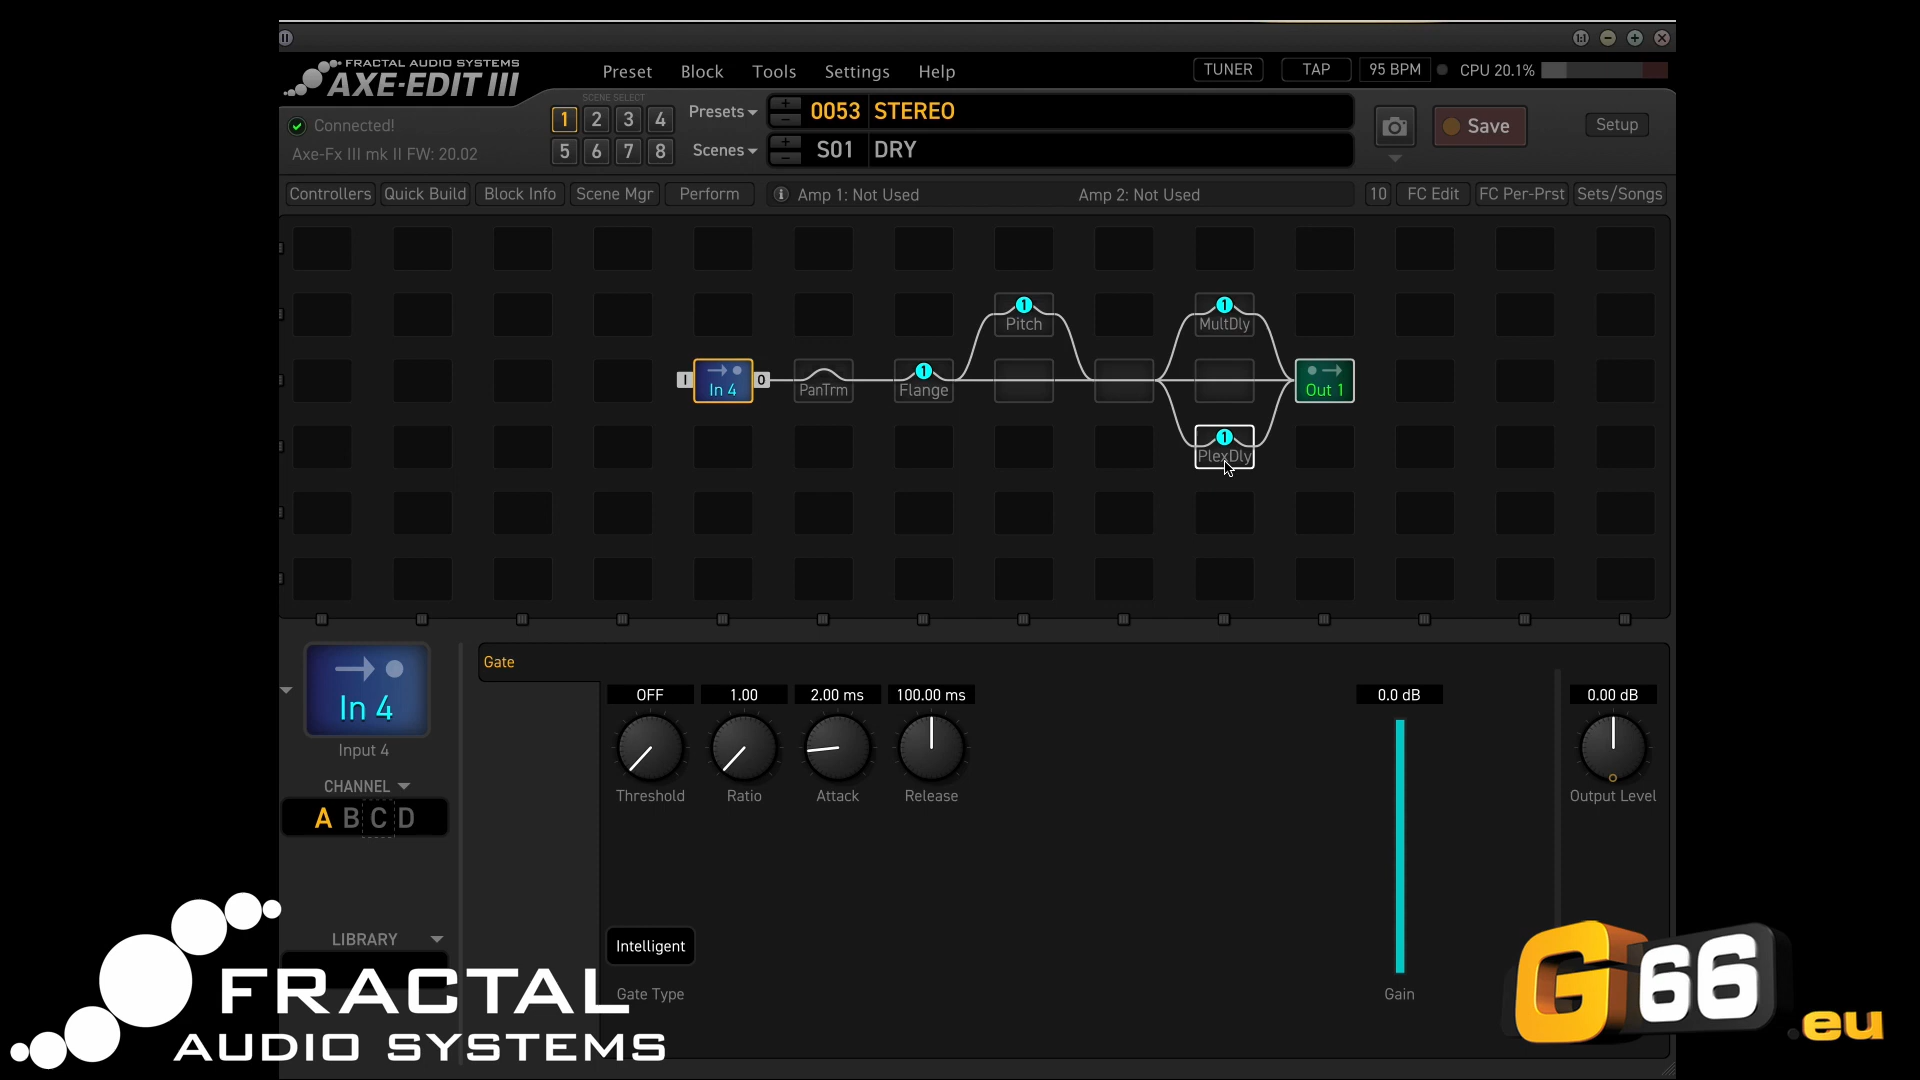 FRACTAL AUDIO SYSTEMS
AXE-EDIT III
Preset Block Tools Settings Help
TUNER TAP 95 BPM CPU 20.1%
SCENE SELECT
1 2 3 4
5 6 7 8
Presets
0053 STEREO
Scenes
S01 DRY
Save
Setup
Connected!
Axe-Fx III mk II FW: 20.02
Controllers Quick Build Block Info Scene Mgr Perform
Amp 1: Not Used Amp 2: Not Used
10 FC Edit FC Per-Prst Sets/Songs
1 1
Pitch MultDly
1
I In 4 O PanTrm Flange Out 1
1
PlexDly
In 4
Input 4
CHANNEL
A B C D
LIBRARY
Gate
OFF 1.00 2.00 ms 100.00 ms 0.0 dB 0.00 dB
Threshold Ratio Attack Release Output Level
Intelligent
Gate Type Gain
FRACTAL
AUDIO SYSTEMS
G66
.eu